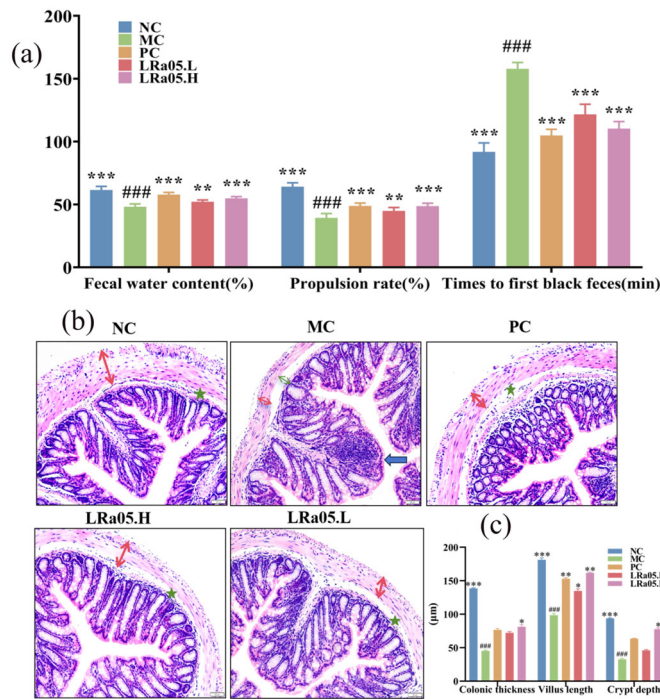 (a)
200
150
100
50
0
NC
MC
PC
LRa05.L
LRa05.H
*** ### *** ** ***
*** ### *** ** ***
*** ### *** *** ***
Fecal water content(%) Propulsion rate(%) Times to first black feces(min)
(b)
NC MC PC
LRa05.H LRa05.L
(c)
(μm)
200
150
100
50
0
NC
MC
PC
LRa05.
LRa05.
*** ### *
*** ### ** * **
*** ### *
Colonic thickness Villus length Crypt depth